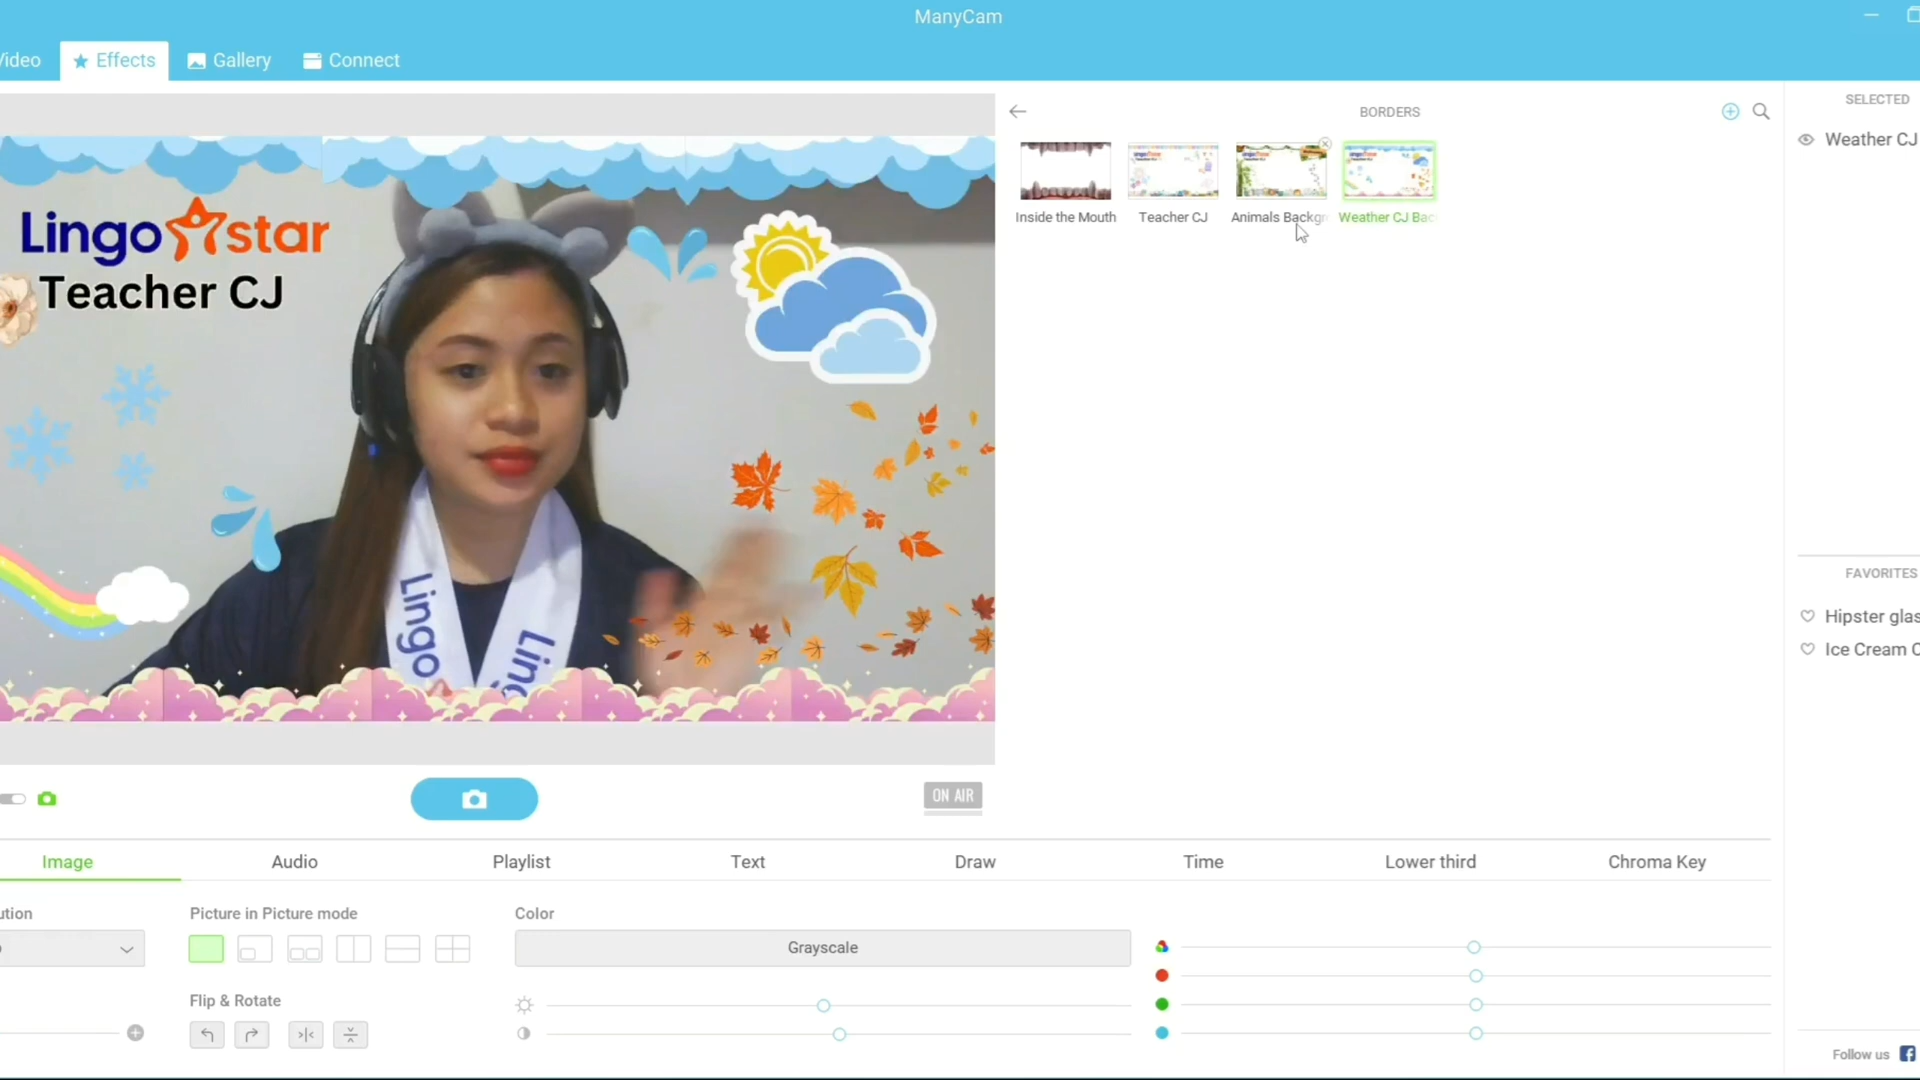 ManyCam
Video
Effects
Gallery
Connect
BORDERS
SELECTED
Weather CJ
Inside the Mouth
Teacher CJ
Animals Backgr
Weather CJ Bac
Lingo star
Teacher CJ
Lingo
Ling
FAVORITES
Hipster glas
Ice Cream C
ON AIR
Image
Audio
Playlist
Text
Draw
Time
Lower third
Chroma Key
ution
Picture in Picture mode
Color
Grayscale
Flip & Rotate
Follow us